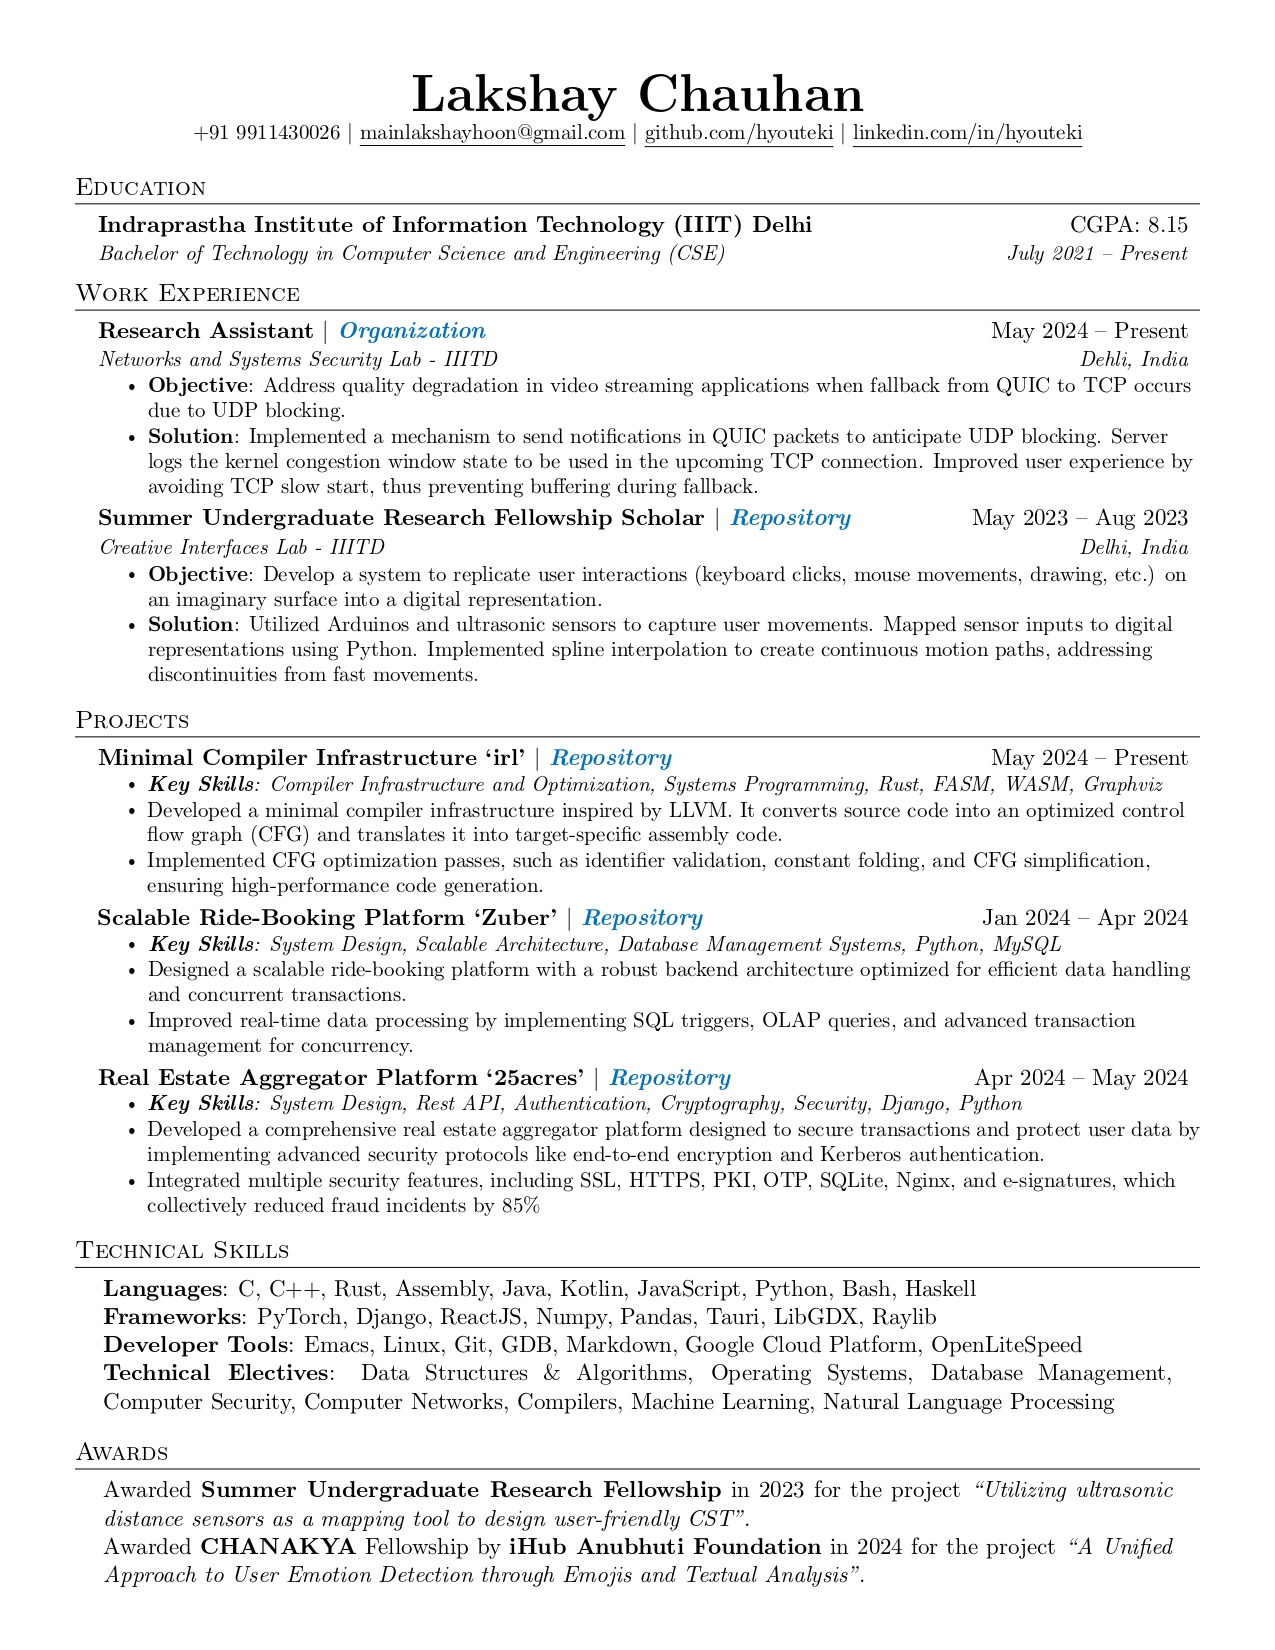 Lakshay Chauhan
+91 9911430026 | mainlakshayhoon@gmail.com | github.com/hyouteki | linkedin.com/in/hyouteki
Education
Indraprastha Institute of Information Technology (IIIT) Delhi CGPA: 8.15
Bachelor of Technology in Computer Science and Engineering (CSE) July 2021 – Present
Work Experience
Research Assistant | Organization May 2024 – Present
Networks and Systems Security Lab - IIITD Dehli, India
• Objective: Address quality degradation in video streaming applications when fallback from QUIC to TCP occurs
due to UDP blocking.
• Solution: Implemented a mechanism to send notifications in QUIC packets to anticipate UDP blocking. Server
logs the kernel congestion window state to be used in the upcoming TCP connection. Improved user experience by
avoiding TCP slow start, thus preventing buffering during fallback.
Summer Undergraduate Research Fellowship Scholar | Repository May 2023 – Aug 2023
Creative Interfaces Lab - IIITD Delhi, India
• Objective: Develop a system to replicate user interactions (keyboard clicks, mouse movements, drawing, etc.) on
an imaginary surface into a digital representation.
• Solution: Utilized Arduinos and ultrasonic sensors to capture user movements. Mapped sensor inputs to digital
representations using Python. Implemented spline interpolation to create continuous motion paths, addressing
discontinuities from fast movements.
Projects
Minimal Compiler Infrastructure ‘irl’ | Repository May 2024 – Present
• Key Skills: Compiler Infrastructure and Optimization, Systems Programming, Rust, FASM, WASM, Graphviz
• Developed a minimal compiler infrastructure inspired by LLVM. It converts source code into an optimized control
flow graph (CFG) and translates it into target-specific assembly code.
• Implemented CFG optimization passes, such as identifier validation, constant folding, and CFG simplification,
ensuring high-performance code generation.
Scalable Ride-Booking Platform ‘Zuber’ | Repository Jan 2024 – Apr 2024
• Key Skills: System Design, Scalable Architecture, Database Management Systems, Python, MySQL
• Designed a scalable ride-booking platform with a robust backend architecture optimized for efficient data handling
and concurrent transactions.
• Improved real-time data processing by implementing SQL triggers, OLAP queries, and advanced transaction
management for concurrency.
Real Estate Aggregator Platform ‘25acres’ | Repository Apr 2024 – May 2024
• Key Skills: System Design, Rest API, Authentication, Cryptography, Security, Django, Python
• Developed a comprehensive real estate aggregator platform designed to secure transactions and protect user data by
implementing advanced security protocols like end-to-end encryption and Kerberos authentication.
• Integrated multiple security features, including SSL, HTTPS, PKI, OTP, SQLite, Nginx, and e-signatures, which
collectively reduced fraud incidents by 85%
Technical Skills
Languages: C, C++, Rust, Assembly, Java, Kotlin, JavaScript, Python, Bash, Haskell
Frameworks: PyTorch, Django, ReactJS, Numpy, Pandas, Tauri, LibGDX, Raylib
Developer Tools: Emacs, Linux, Git, GDB, Markdown, Google Cloud Platform, OpenLiteSpeed
Technical Electives: Data Structures & Algorithms, Operating Systems, Database Management,
Computer Security, Computer Networks, Compilers, Machine Learning, Natural Language Processing
Awards
Awarded Summer Undergraduate Research Fellowship in 2023 for the project “Utilizing ultrasonic
distance sensors as a mapping tool to design user-friendly CST”.
Awarded CHANAKYA Fellowship by iHub Anubhuti Foundation in 2024 for the project “A Unified
Approach to User Emotion Detection through Emojis and Textual Analysis”.